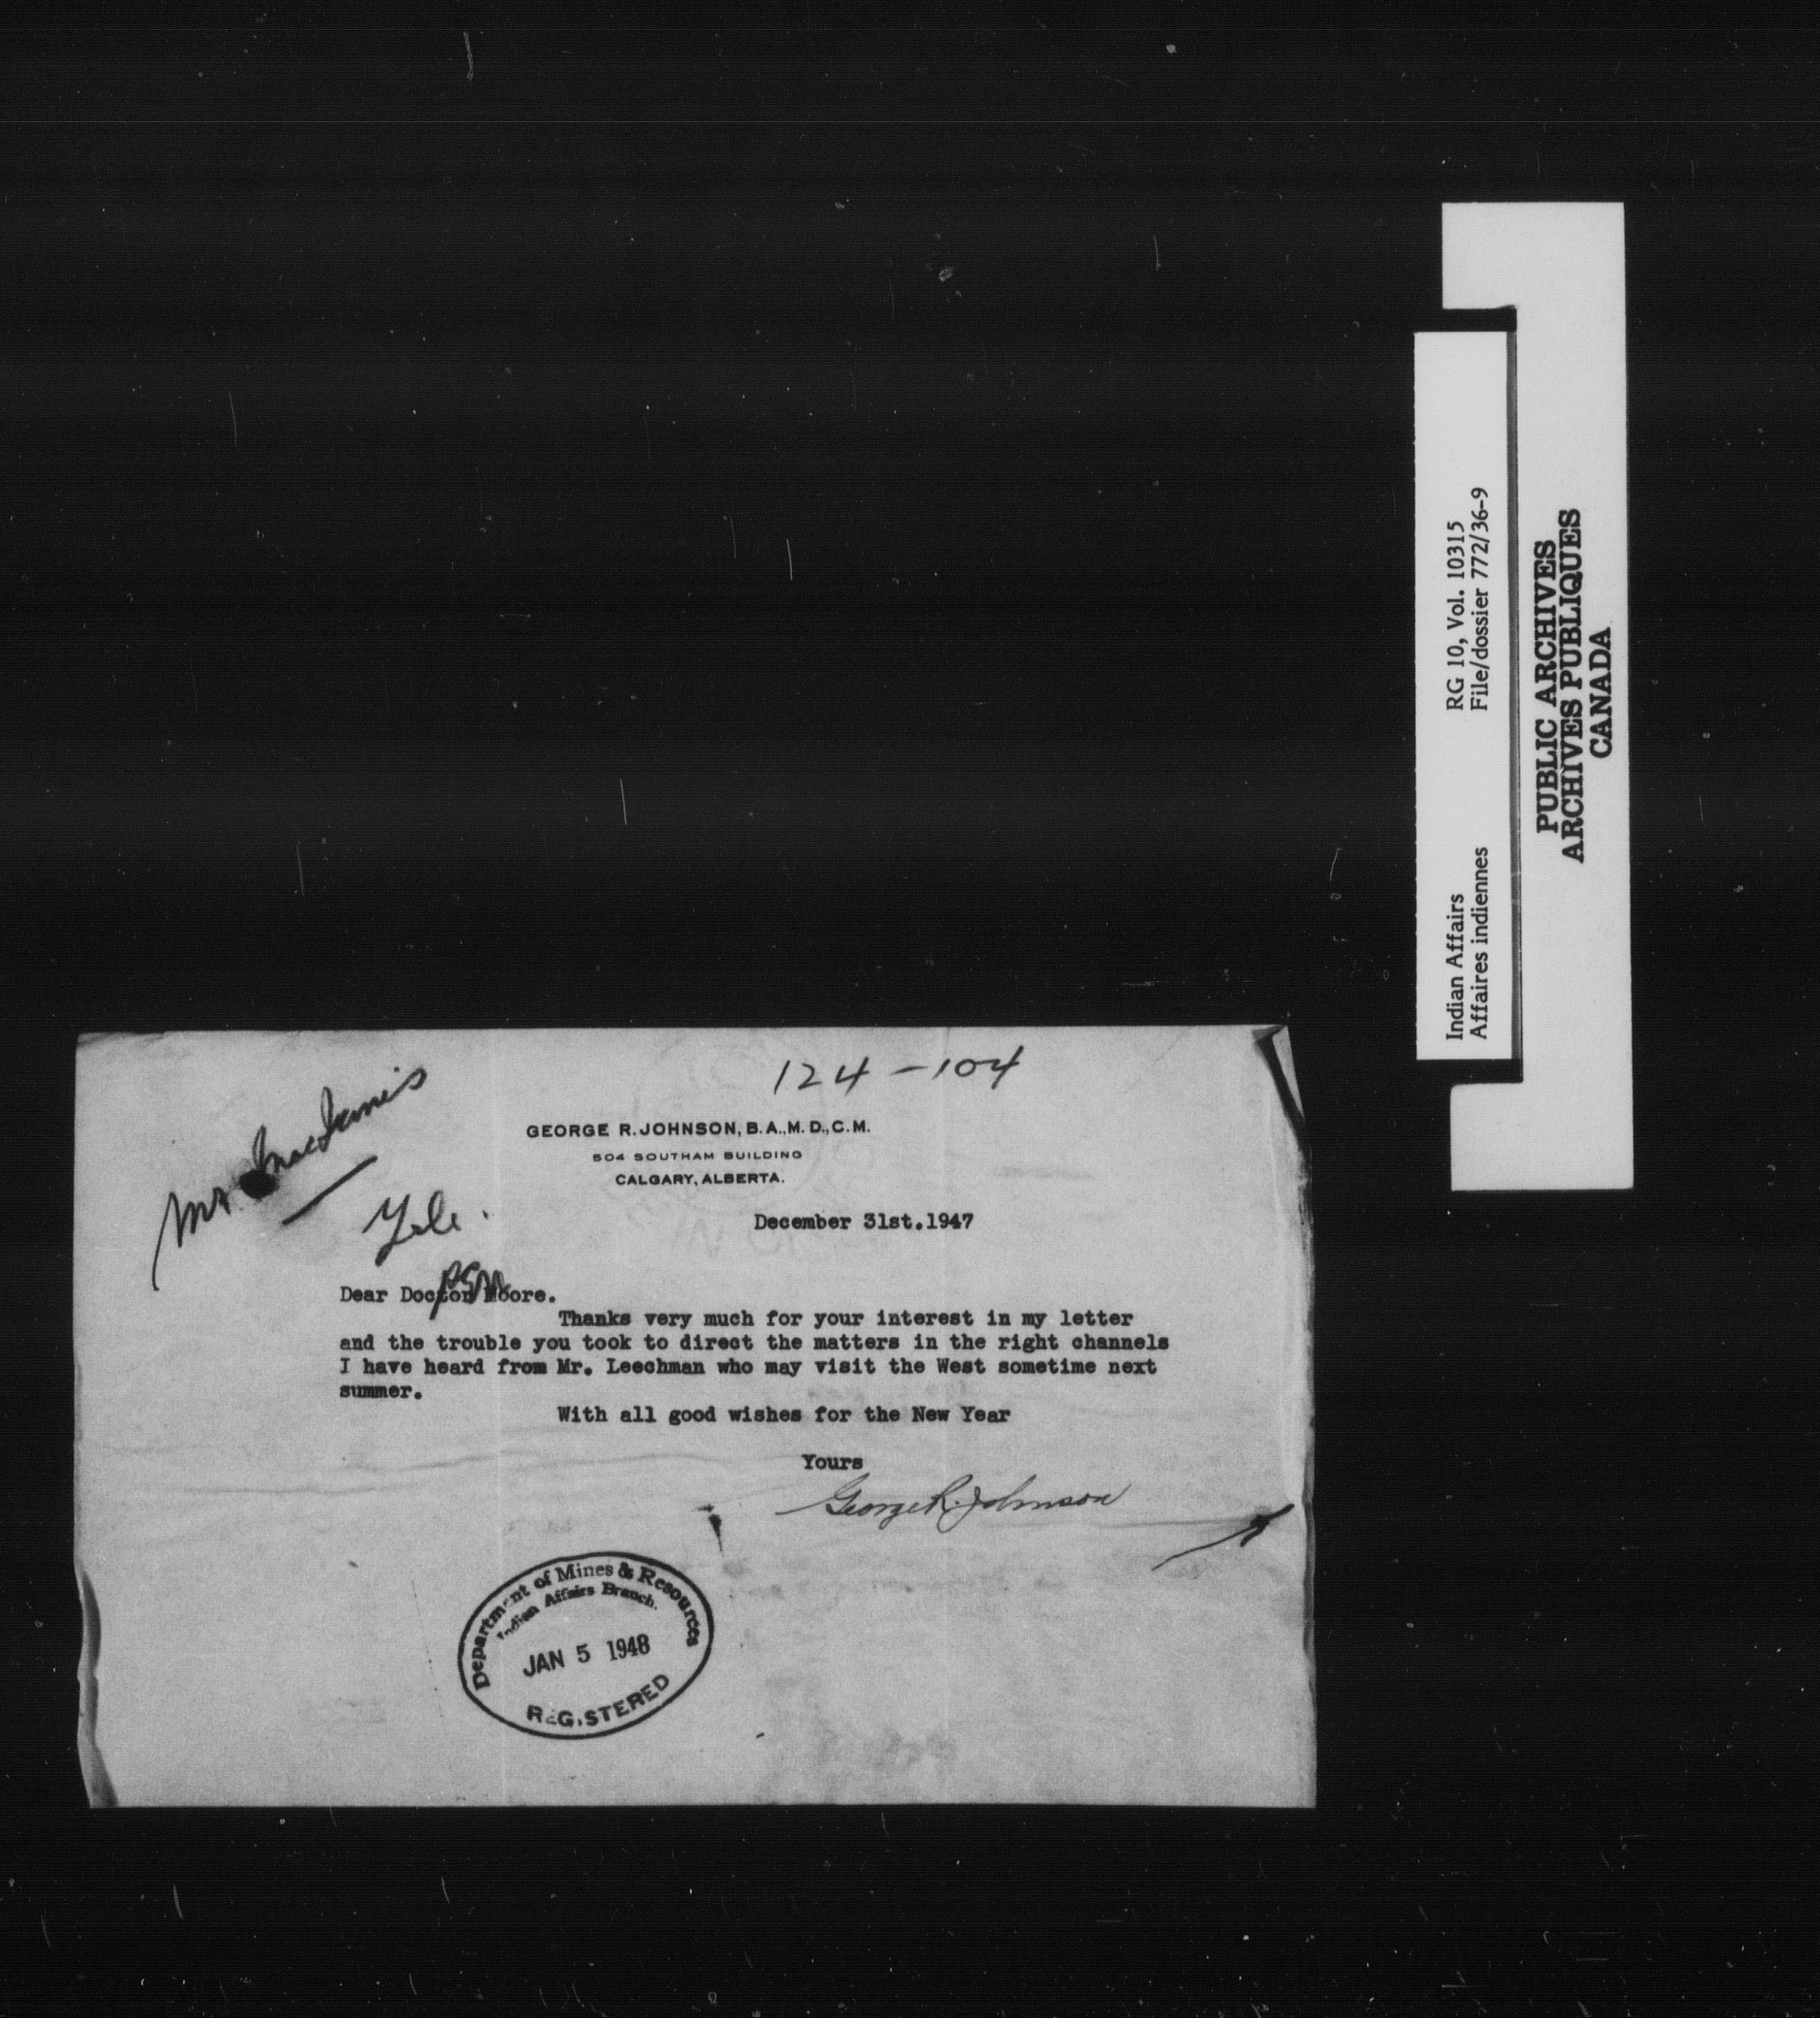 124-104
Mr. MacInnis
GEORGE R. JOHNSON, B.A., M.D., C.M.
504 SOUTHAM BUILDING
CALGARY, ALBERTA.
December 31st.1947
Dear Doctor Moore.
Thanks very much for your interest in my letter
and the trouble you took to direct the matters in the right channels
I have heard from Mr. Leechman who may visit the West sometime next
summer.
With all good wishes for the New Year
Yours
George R. Johnson
Department of Mines & Resources
Indian Affairs Branch.
JAN 5 1948
REGISTERED
Indian Affairs RG 10, Vol. 10315
Affaires indiennes File/dossier 772/36-9
PUBLIC ARCHIVES
ARCHIVES PUBLIQUES
CANADA